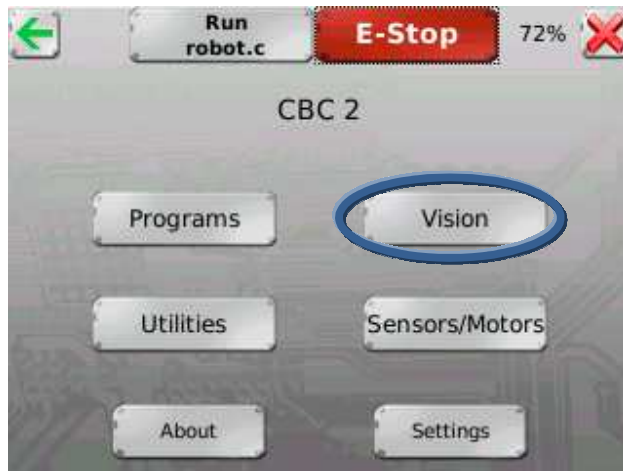 Run
robot.c
E-Stop
72%
CBC 2
Programs
Vision
Utilities
Sensors/Motors
About
Settings